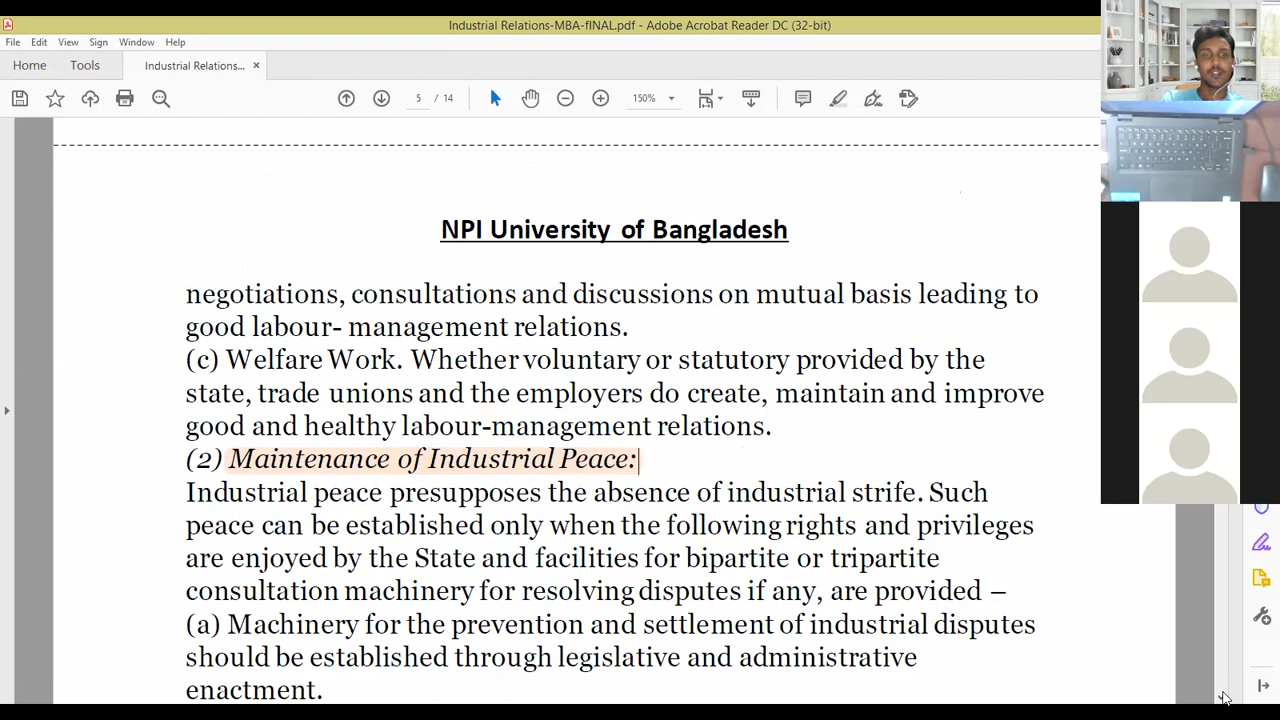 Industrial Relations-MBA-fINAL.pdf - Adobe Acrobat Reader DC (32-bit)
File Edit View Sign Window Help
Home Tools Industrial Relations... ×
5 / 14 150%
NPI University of Bangladesh
negotiations, consultations and discussions on mutual basis leading to
good labour- management relations.
(c) Welfare Work. Whether voluntary or statutory provided by the
state, trade unions and the employers do create, maintain and improve
good and healthy labour-management relations.
(2) Maintenance of Industrial Peace:
Industrial peace presupposes the absence of industrial strife. Such
peace can be established only when the following rights and privileges
are enjoyed by the State and facilities for bipartite or tripartite
consultation machinery for resolving disputes if any, are provided –
(a) Machinery for the prevention and settlement of industrial disputes
should be established through legislative and administrative
enactment.